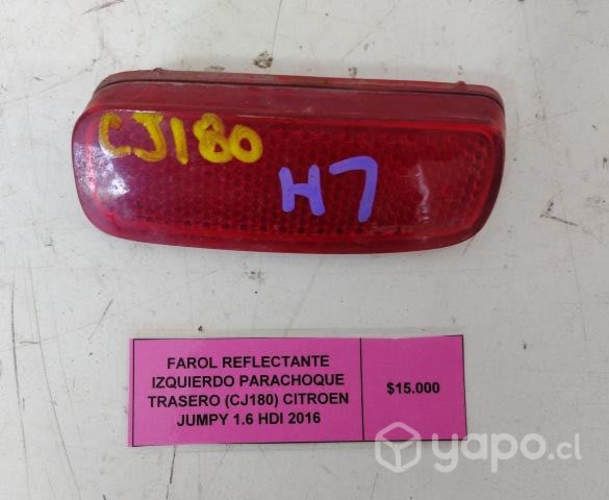 CJ180
H7
FAROL REFLECTANTE
IZQUIERDO PARACHOQUE
TRASERO (CJ180) CITROEN
JUMPY 1.6 HDI 2016
$15.000
yapo.cl